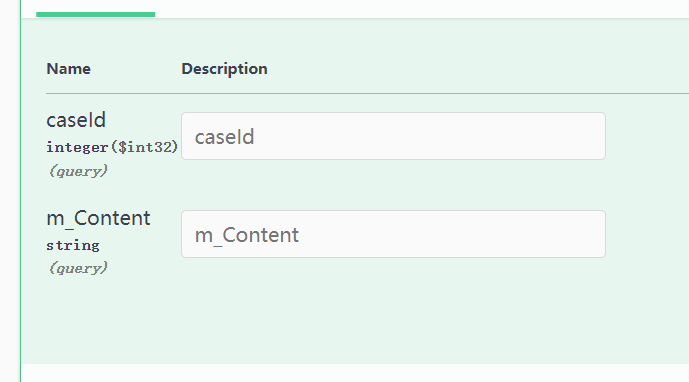 Name Description
caseId
integer($int32)
(query)
caseId
m_Content
string
(query)
m_Content